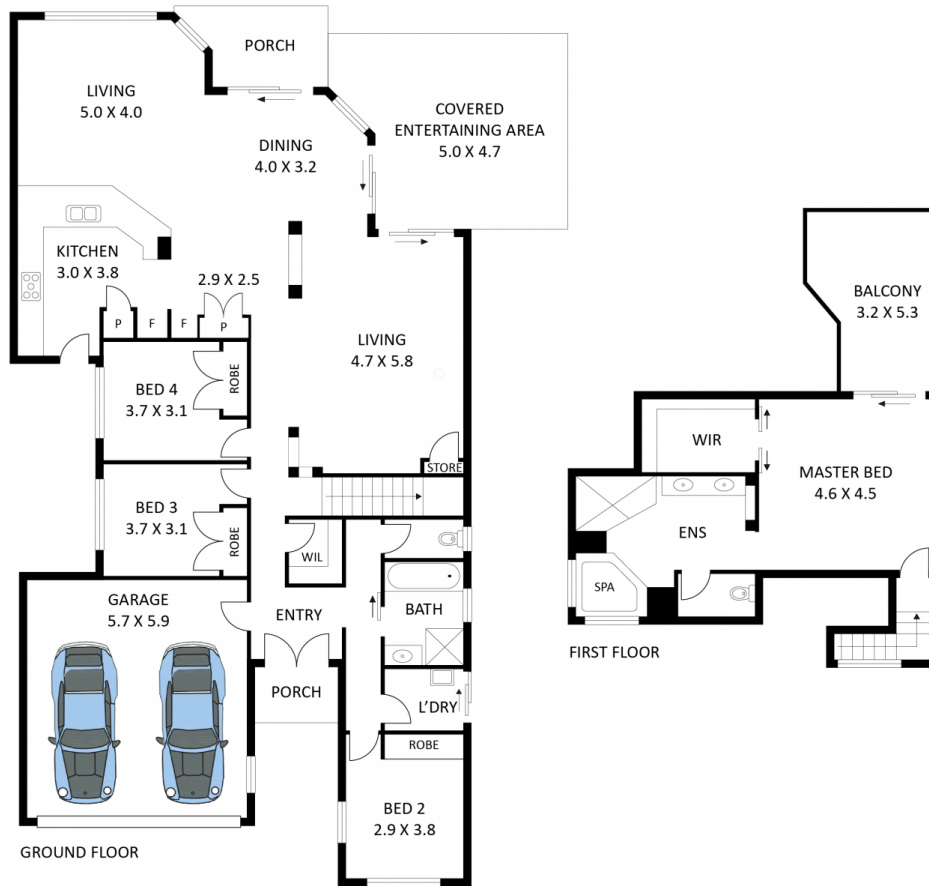 PORCH
LIVING
5.0 X 4.0
COVERED
ENTERTAINING AREA
5.0 X 4.7
DINING
4.0 X 3.2
KITCHEN
3.0 X 3.8
2.9 X 2.5
P
F
F
P
LIVING
4.7 X 5.8
BED 4
3.7 X 3.1
ROBE
STORE
BED 3
3.7 X 3.1
ROBE
WIL
GARAGE
5.7 X 5.9
ENTRY
BATH
PORCH
L'DRY
ROBE
BED 2
2.9 X 3.8
GROUND FLOOR
BALCONY
3.2 X 5.3
WIR
MASTER BED
4.6 X 4.5
ENS
SPA
FIRST FLOOR